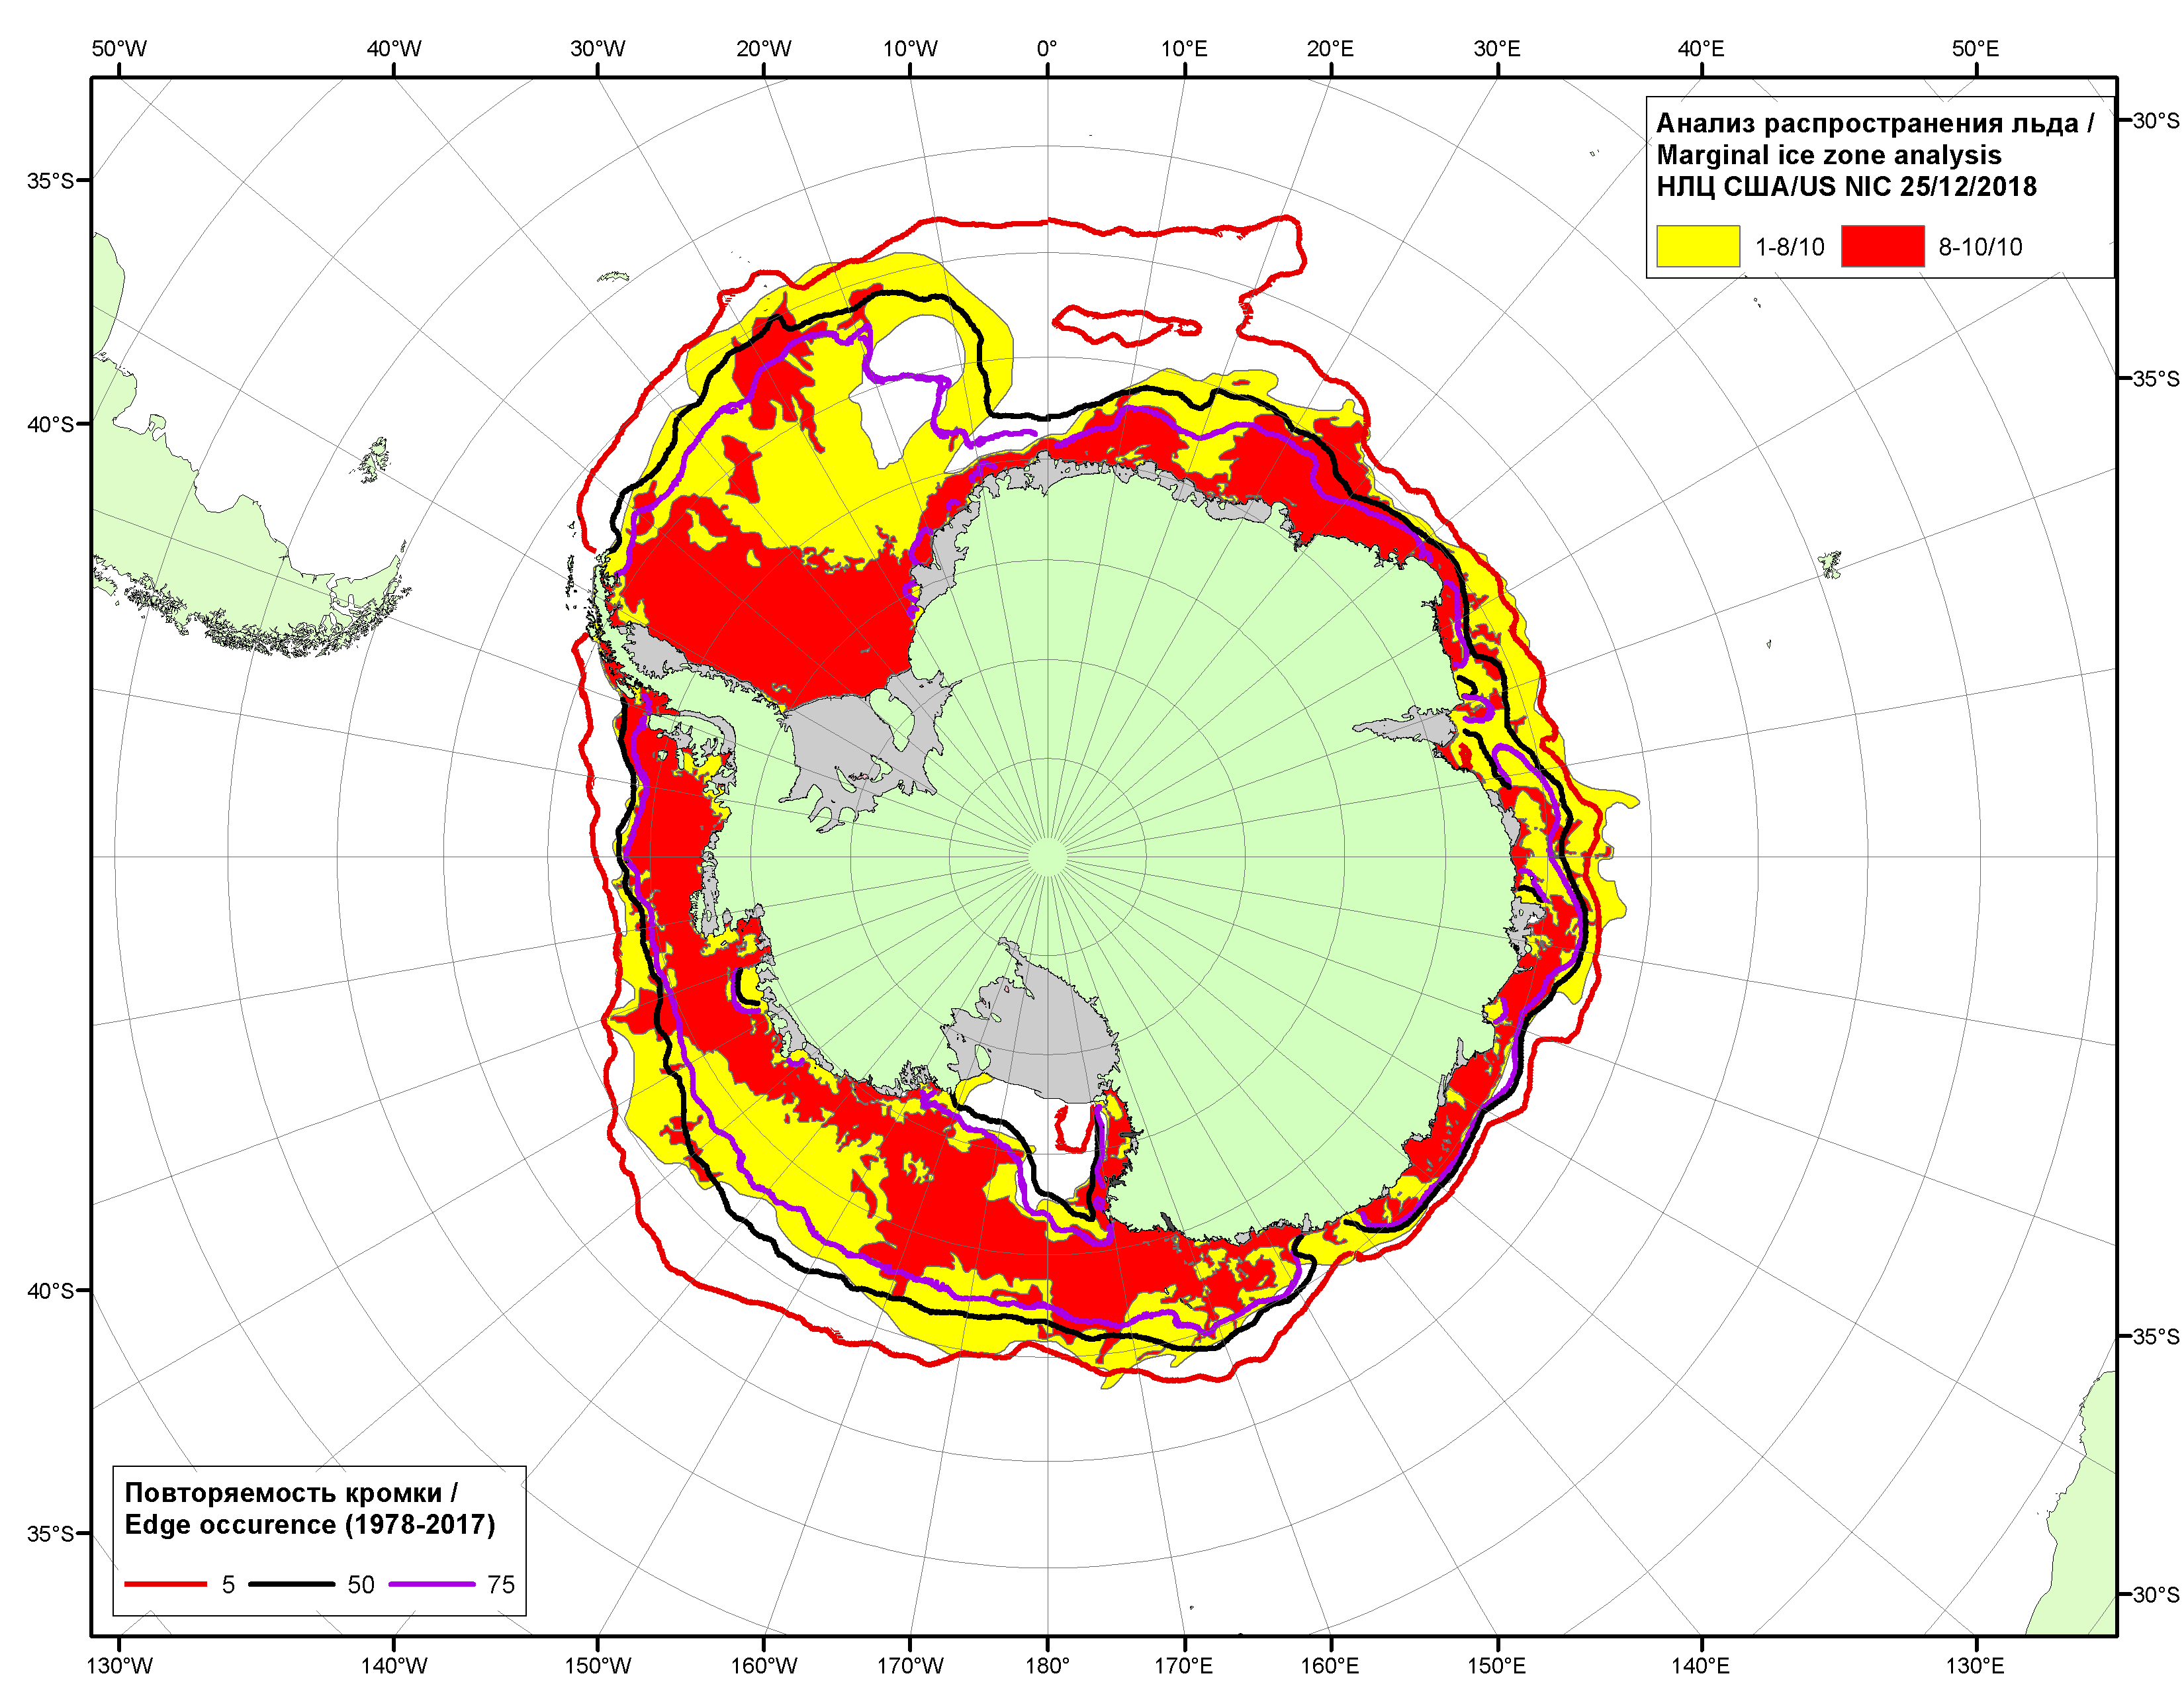 50°W 40°W 30°W 20°W 10°W 0° 10°E 20°E 30°E 40°E 50°E
Анализ распространения льда /
Marginal ice zone analysis
НЛЦ США/US NIC 25/12/2018
1-8/10 8-10/10
30°S
35°S
35°S
40°S
40°S
35°S
35°S
30°S
Повторяемость кромки /
Edge occurence (1978-2017)
5 50 75
130°W 140°W 150°W 160°W 170°W 180° 170°E 160°E 150°E 140°E 130°E